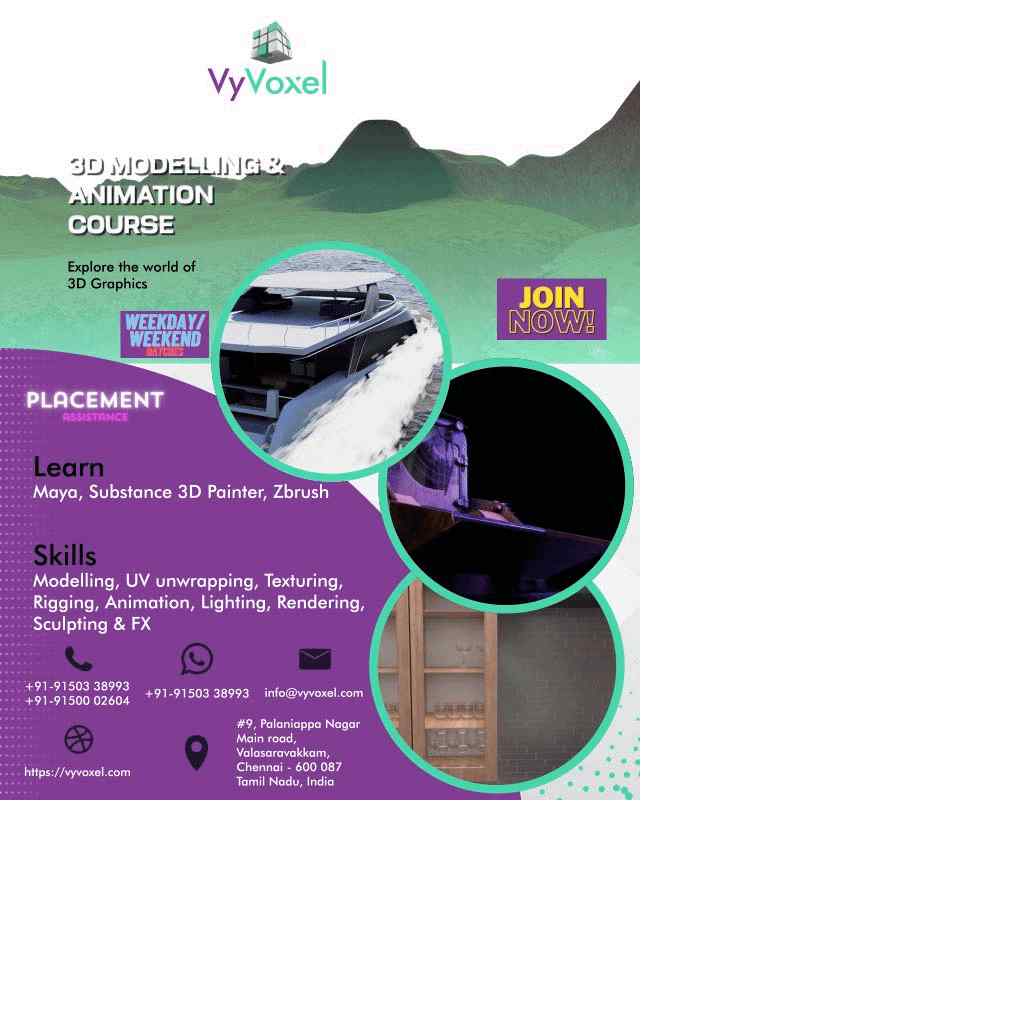 VyVoxel
3D MODELLING &
ANIMATION
COURSE
Explore the world of
3D Graphics
WEEKDAY/
WEEKEND
BATCHES
JOIN
NOW!
PLACEMENT
ASSISTANCE
Learn
Maya, Substance 3D Painter, Zbrush
Skills
Modelling, UV unwrapping, Texturing,
Rigging, Animation, Lighting, Rendering,
Sculpting & FX
+91-91503 38993
+91-91500 02604
+91-91503 38993
info@vyvoxel.com
https://vyvoxel.com
#9, Palaniappa Nagar
Main road,
Valasaravakkam,
Chennai - 600 087
Tamil Nadu, India